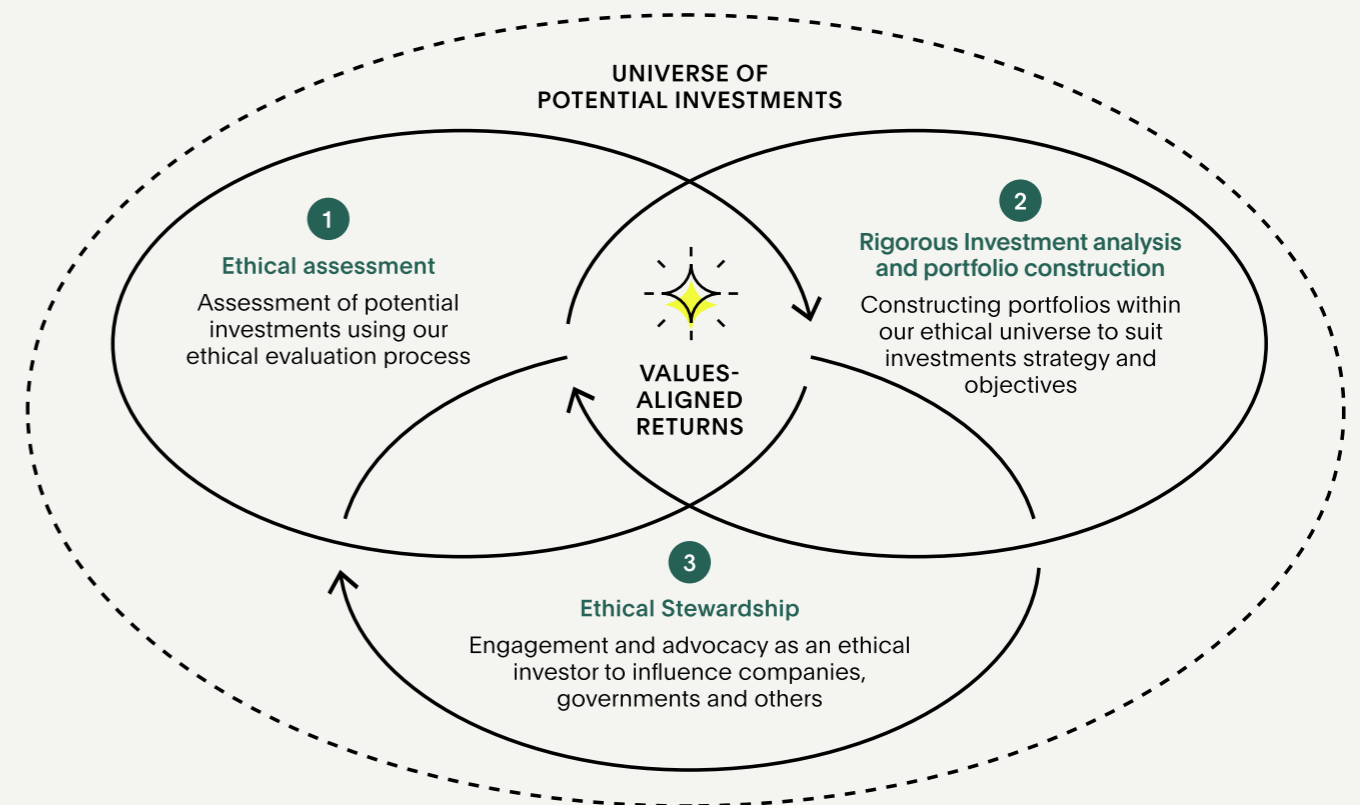 UNIVERSE OF
POTENTIAL INVESTMENTS
1
Ethical assessment
Assessment of potential
investments using our
ethical evaluation process
2
Rigorous Investment analysis
and portfolio construction
Constructing portfolios within
our ethical universe to suit
investments strategy and
objectives
VALUES-
ALIGNED
RETURNS
3
Ethical Stewardship
Engagement and advocacy as an ethical
investor to influence companies,
governments and others